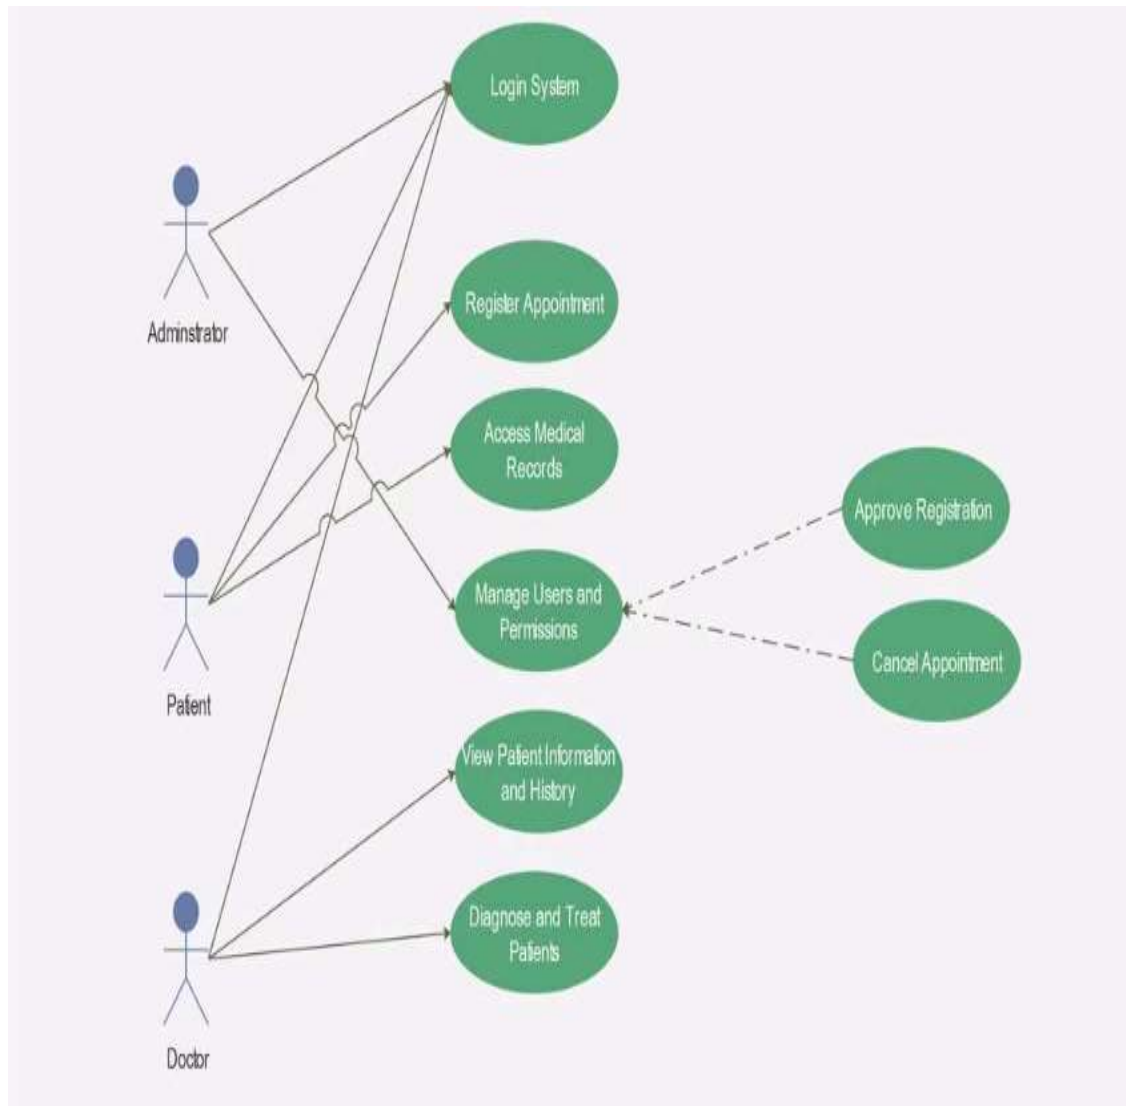 Login System
Adminstrator
Register Appointment
Access Medical
Records
Approve Registration
Manage Users and
Permissions
Cancel Appointment
Patient
View Patient Information
and History
Diagnose and Treat
Patients
Doctor